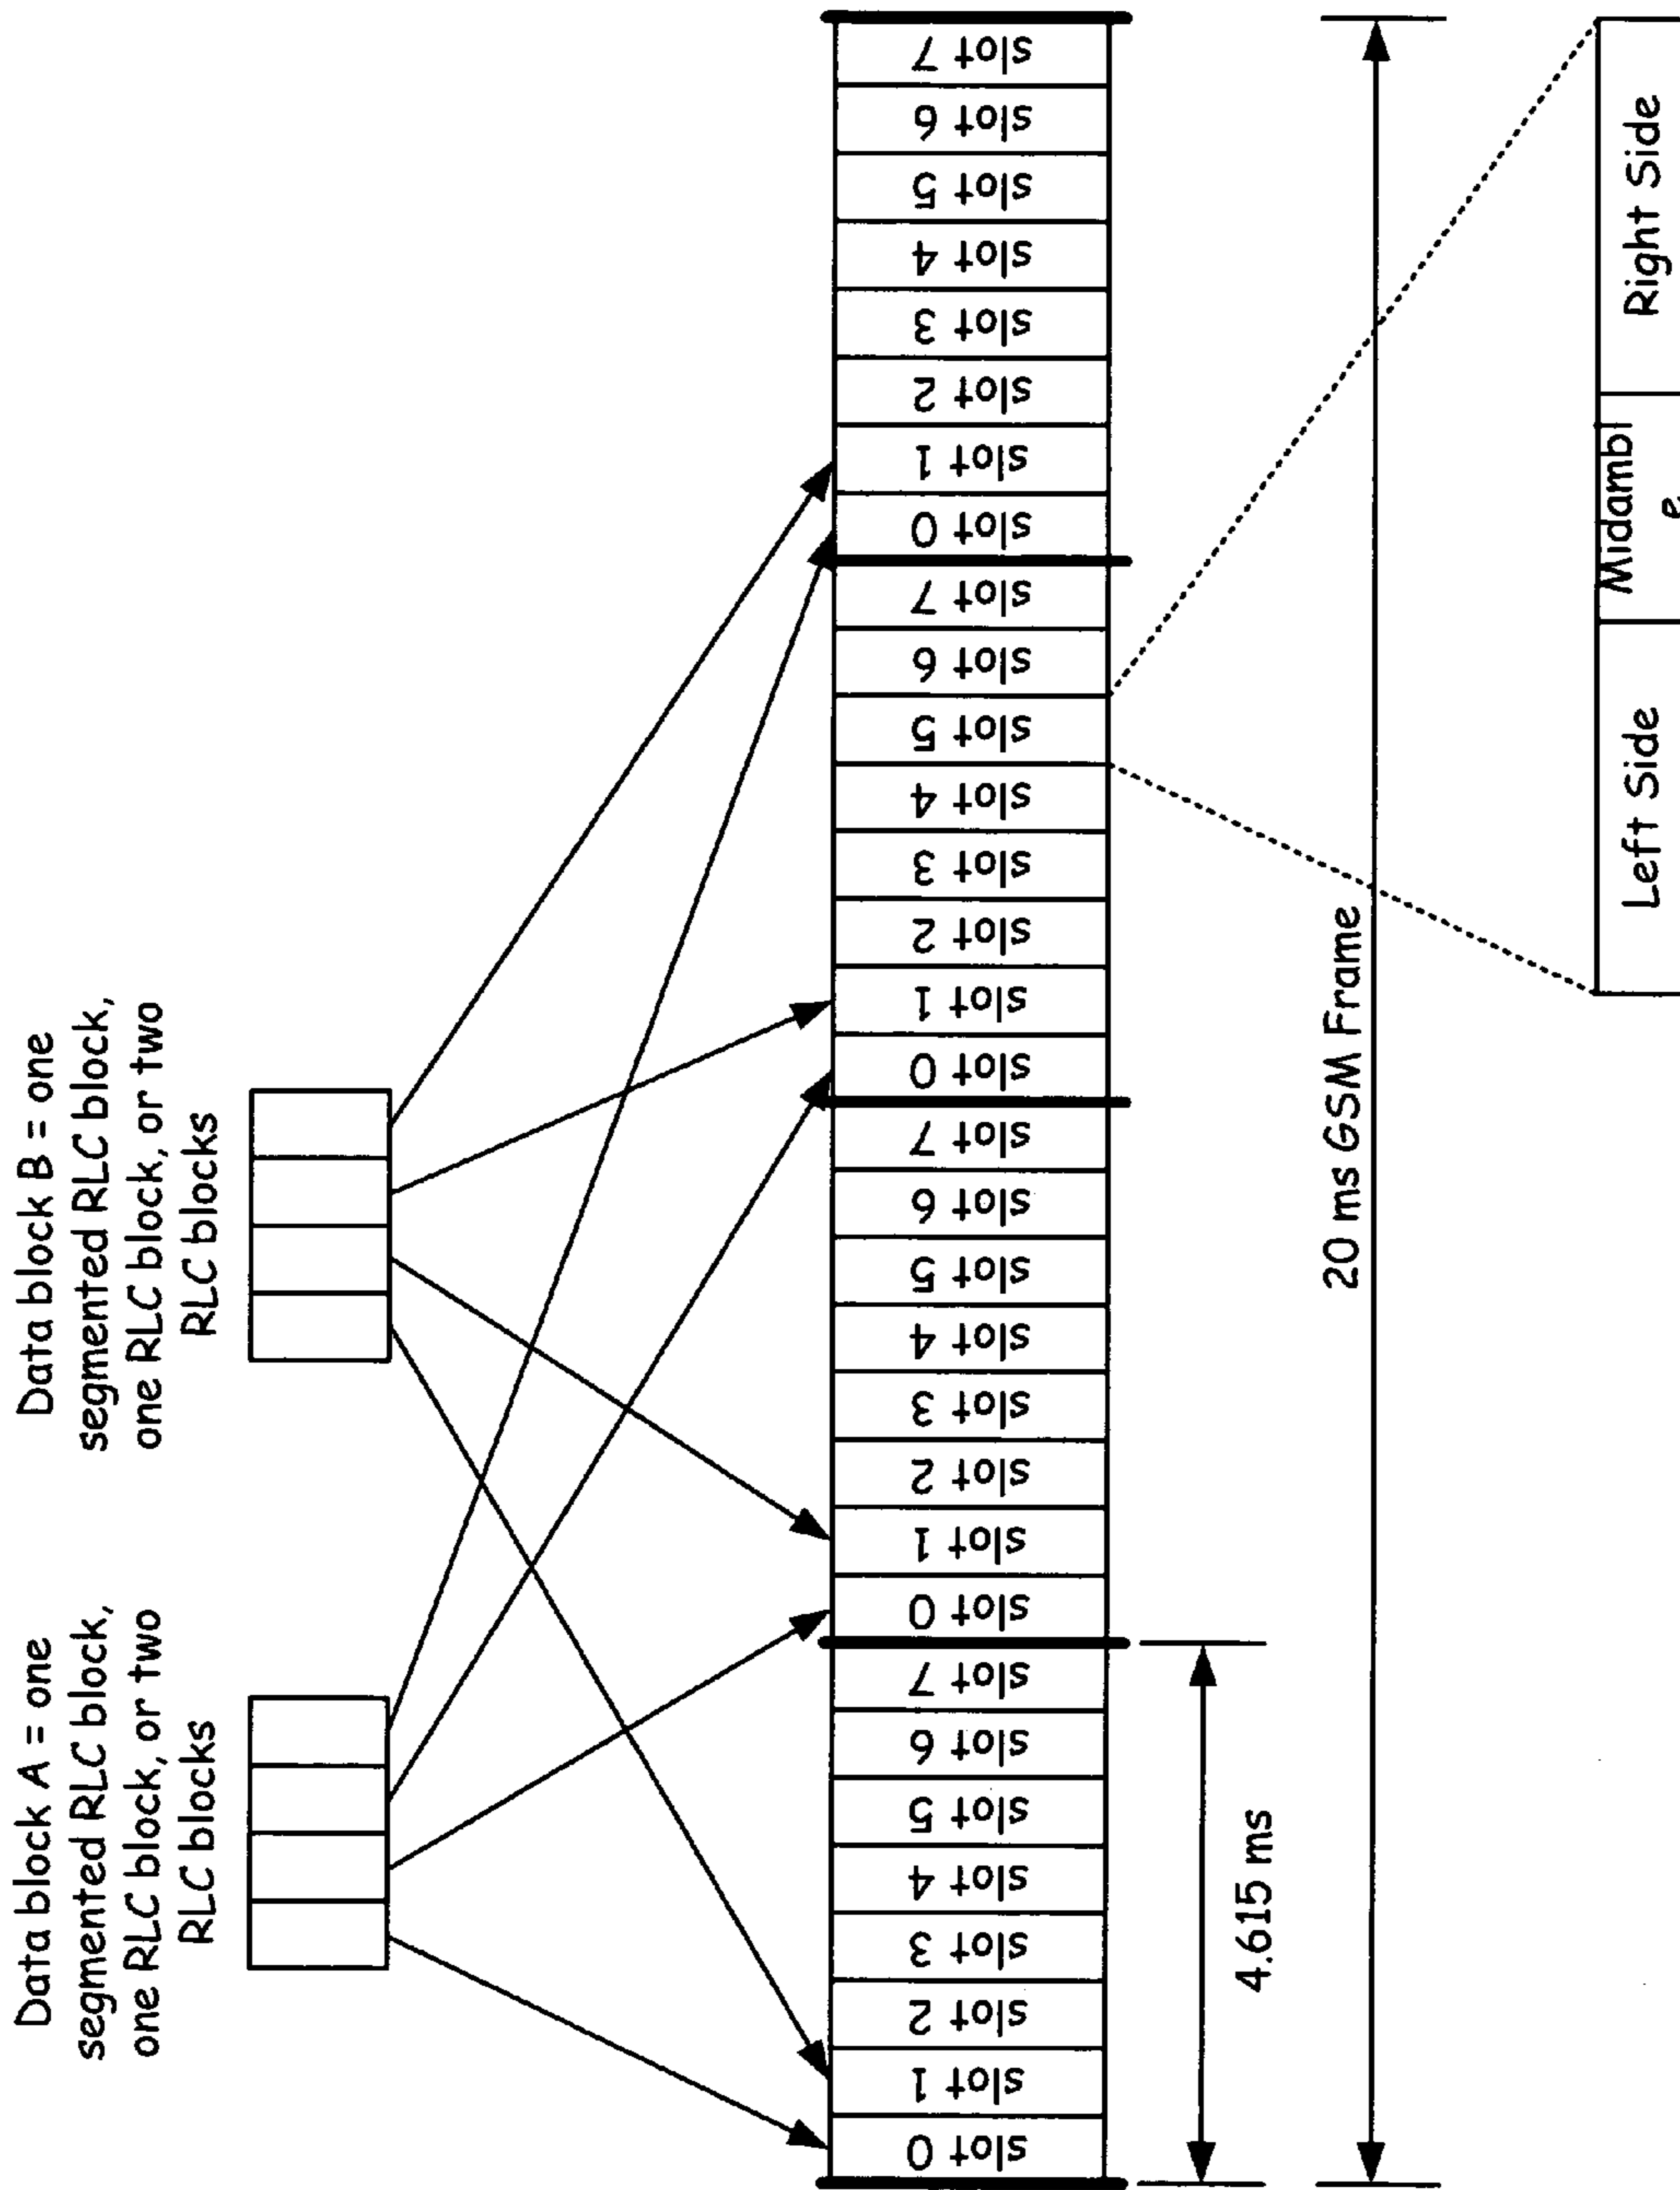 Data block A = one
segmented RLC block,
one RLC block, or two
RLC blocks
Data block B = one
segmented RLC block,
one RLC block, or two
RLC blocks
slot 0
slot 1
slot 2
slot 3
slot 4
slot 5
slot 6
slot 7
slot 0
slot 1
slot 2
slot 3
slot 4
slot 5
slot 6
slot 7
slot 0
slot 1
slot 2
slot 3
slot 4
slot 5
slot 6
slot 7
slot 0
slot 1
slot 2
slot 3
slot 4
slot 5
slot 6
slot 7
4.615 ms
20 ms GSM Frame
Left Side
Midambl
e
Right Side